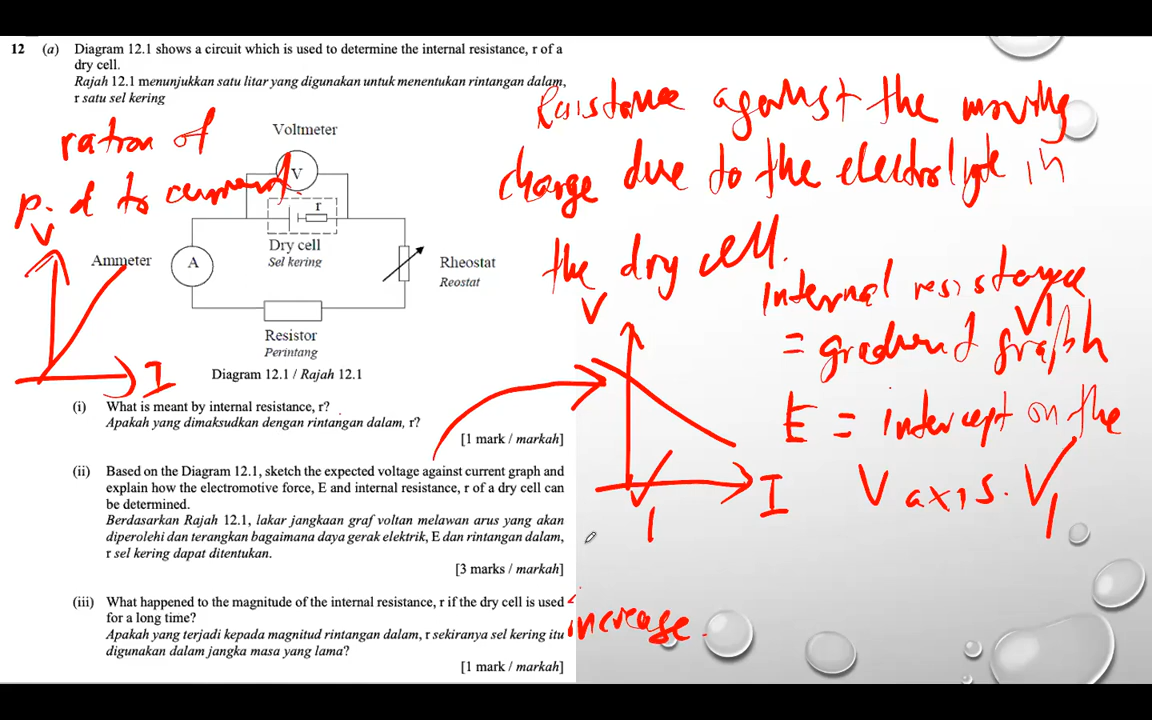 12 (a) Diagram 12.1 shows a circuit which is used to determine the internal resistance, r of a
dry cell.
Rajah 12.1 menunjukkan satu litar yang digunakan untuk menentukan rintangan dalam,
r satu sel kering
ration of
p.d to current
Voltmeter
V
r
Dry cell
Sel kering
Ammeter
A
Rheostat
Reostat
Resistor
Perintang
Diagram 12.1 / Rajah 12.1
V
I
Resistance against the moving
charge due to the electrolyte in
the dry cell.
(i) What is meant by internal resistance, r?
Apakah yang dimaksudkan dengan rintangan dalam, r?
[1 mark / markah]
(ii) Based on the Diagram 12.1, sketch the expected voltage against current graph and
explain how the electromotive force, E and internal resistance, r of a dry cell can
be determined.
Berdasarkan Rajah 12.1, lakar jangkaan graf voltan melawan arus yang akan
diperolehi dan terangkan bagaimana daya gerak elektrik, E dan rintangan dalam,
r sel kering dapat ditentukan.
[3 marks / markah]
V
I
1
Internal resistance
= gradient graph
1
E = intercept on the
V axis.
1
(iii) What happened to the magnitude of the internal resistance, r if the dry cell is used
for a long time?
Apakah yang terjadi kepada magnitud rintangan dalam, r sekiranya sel kering itu
digunakan dalam jangka masa yang lama?
[1 mark / markah]
increase.